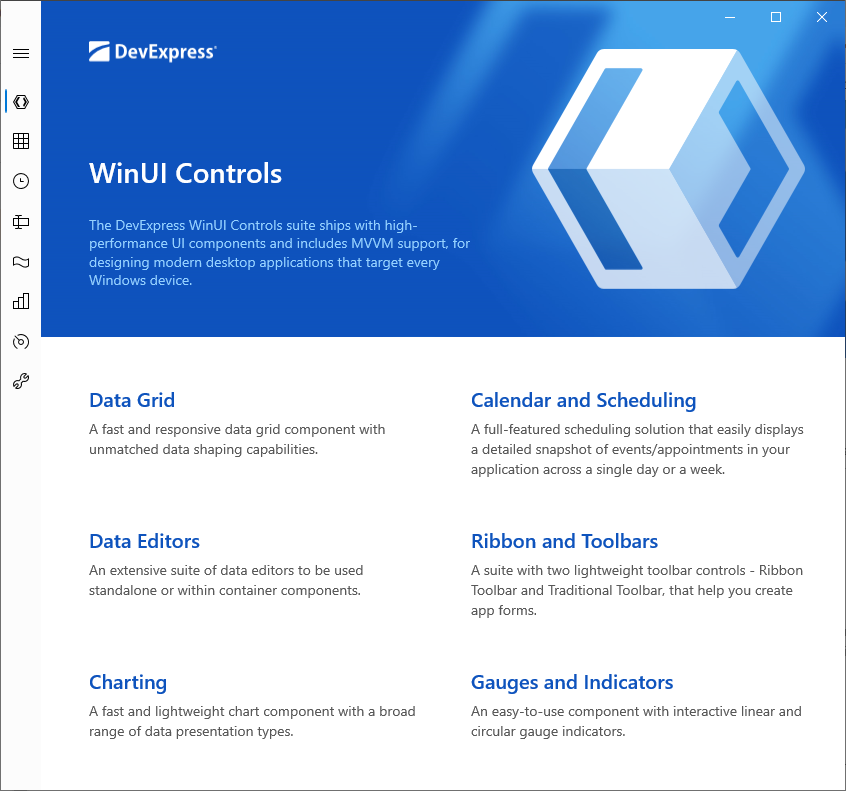 DevExpress
WinUI Controls
The DevExpress WinUI Controls suite ships with high-
performance UI components and includes MVVM support, for
designing modern desktop applications that target every
Windows device.
Data Grid
A fast and responsive data grid component with
unmatched data shaping capabilities.
Calendar and Scheduling
A full-featured scheduling solution that easily displays
a detailed snapshot of events/appointments in your
application across a single day or a week.
Data Editors
An extensive suite of data editors to be used
standalone or within container components.
Ribbon and Toolbars
A suite with two lightweight toolbar controls - Ribbon
Toolbar and Traditional Toolbar, that help you create
app forms.
Charting
A fast and lightweight chart component with a broad
range of data presentation types.
Gauges and Indicators
An easy-to-use component with interactive linear and
circular gauge indicators.